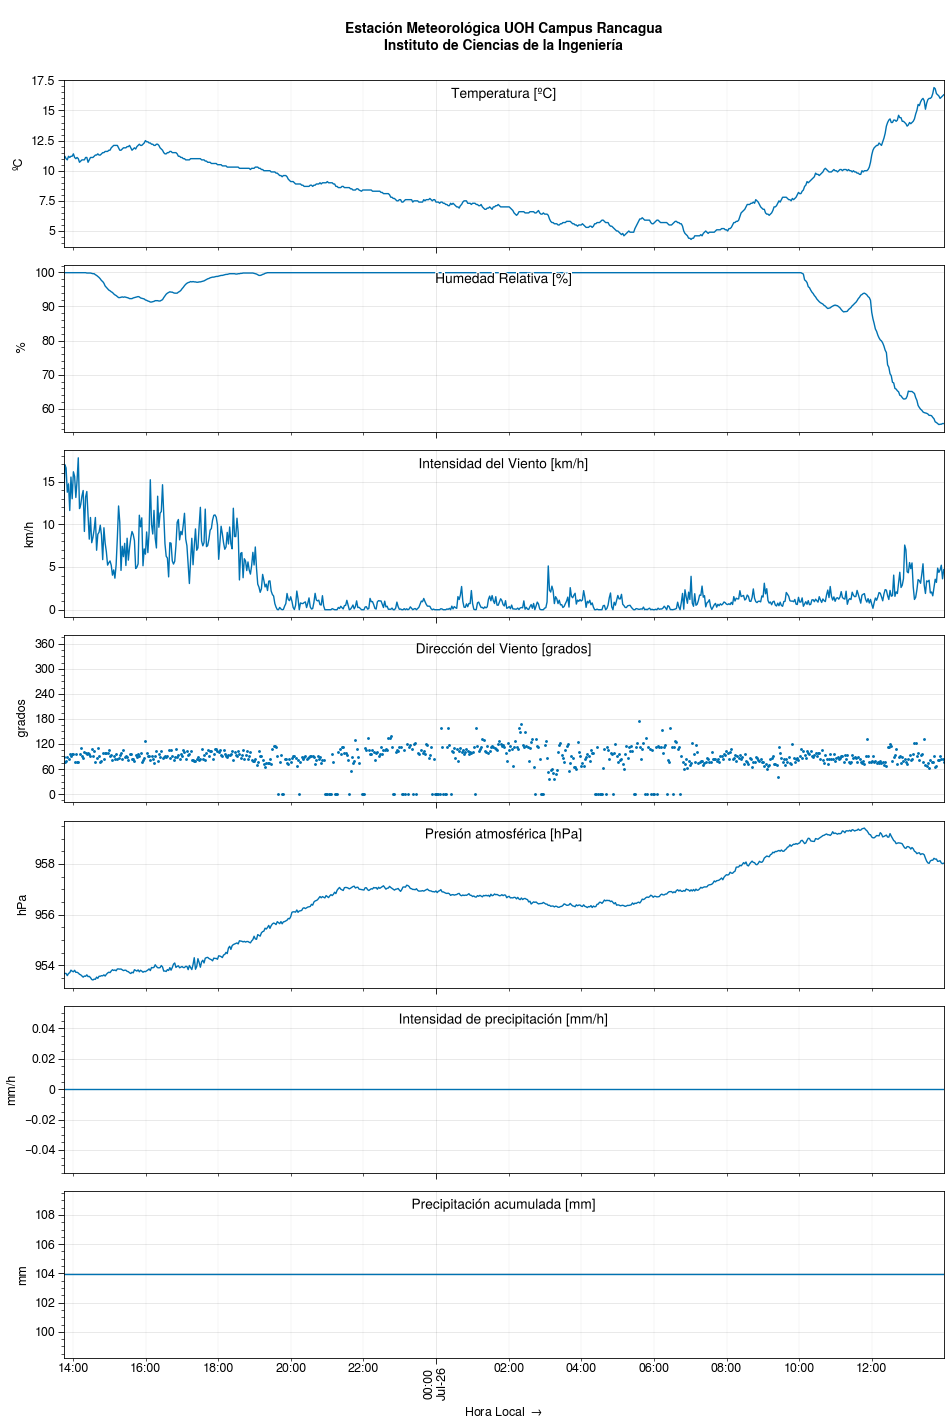 Estación Meteorológica UOH Campus Rancagua
Instituto de Ciencias de la Ingeniería
Temperatura [ºC]
ºC
17.5
15
12.5
10
7.5
5
Humedad Relativa [%]
%
100
90
80
70
60
Intensidad del Viento [km/h]
km/h
15
10
5
0
Dirección del Viento [grados]
grados
360
300
240
180
120
60
0
Presión atmosférica [hPa]
hPa
958
956
954
Intensidad de precipitación [mm/h]
mm/h
0.04
0.02
0
−0.02
−0.04
Precipitación acumulada [mm]
mm
108
106
104
102
100
14:00 16:00 18:00 20:00 22:00 00:00 02:00 04:00 06:00 08:00 10:00 12:00
Jul-26
Hora Local →